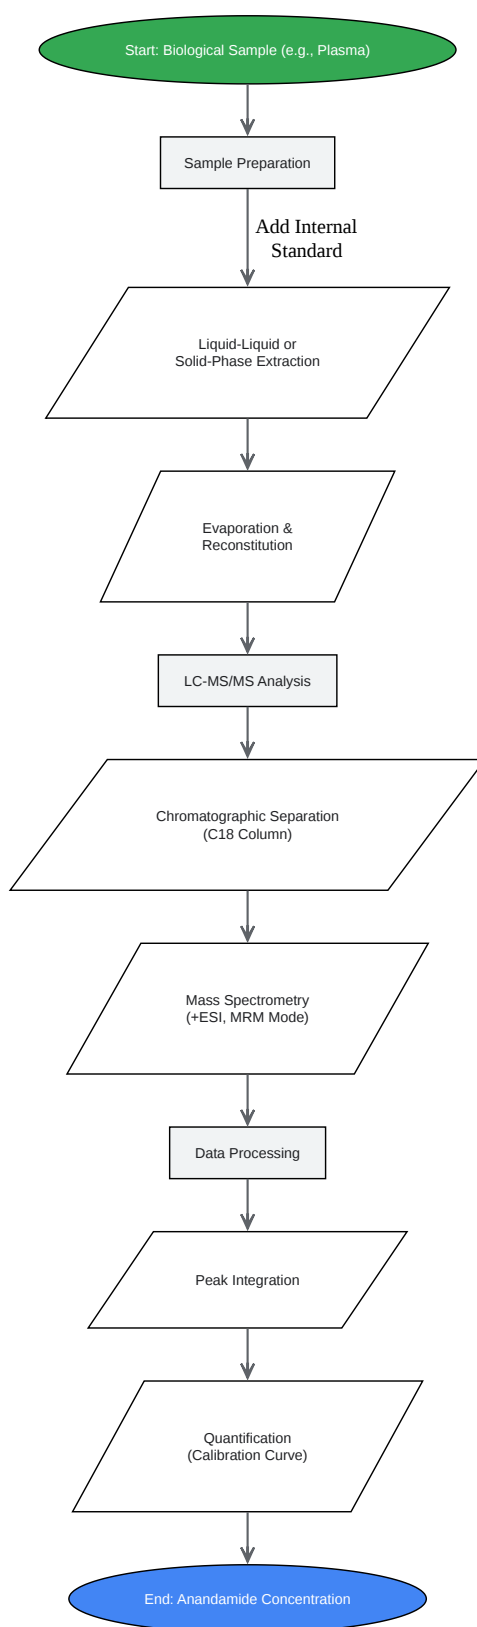 Start: Biological Sample (e.g., Plasma)
Sample Preparation
Add Internal
Standard
Liquid-Liquid or
Solid-Phase Extraction
Evaporation &
Reconstitution
LC-MS/MS Analysis
Chromatographic Separation
(C18 Column)
Mass Spectrometry
(+ESI, MRM Mode)
Data Processing
Peak Integration
Quantification
(Calibration Curve)
End: Anandamide Concentration